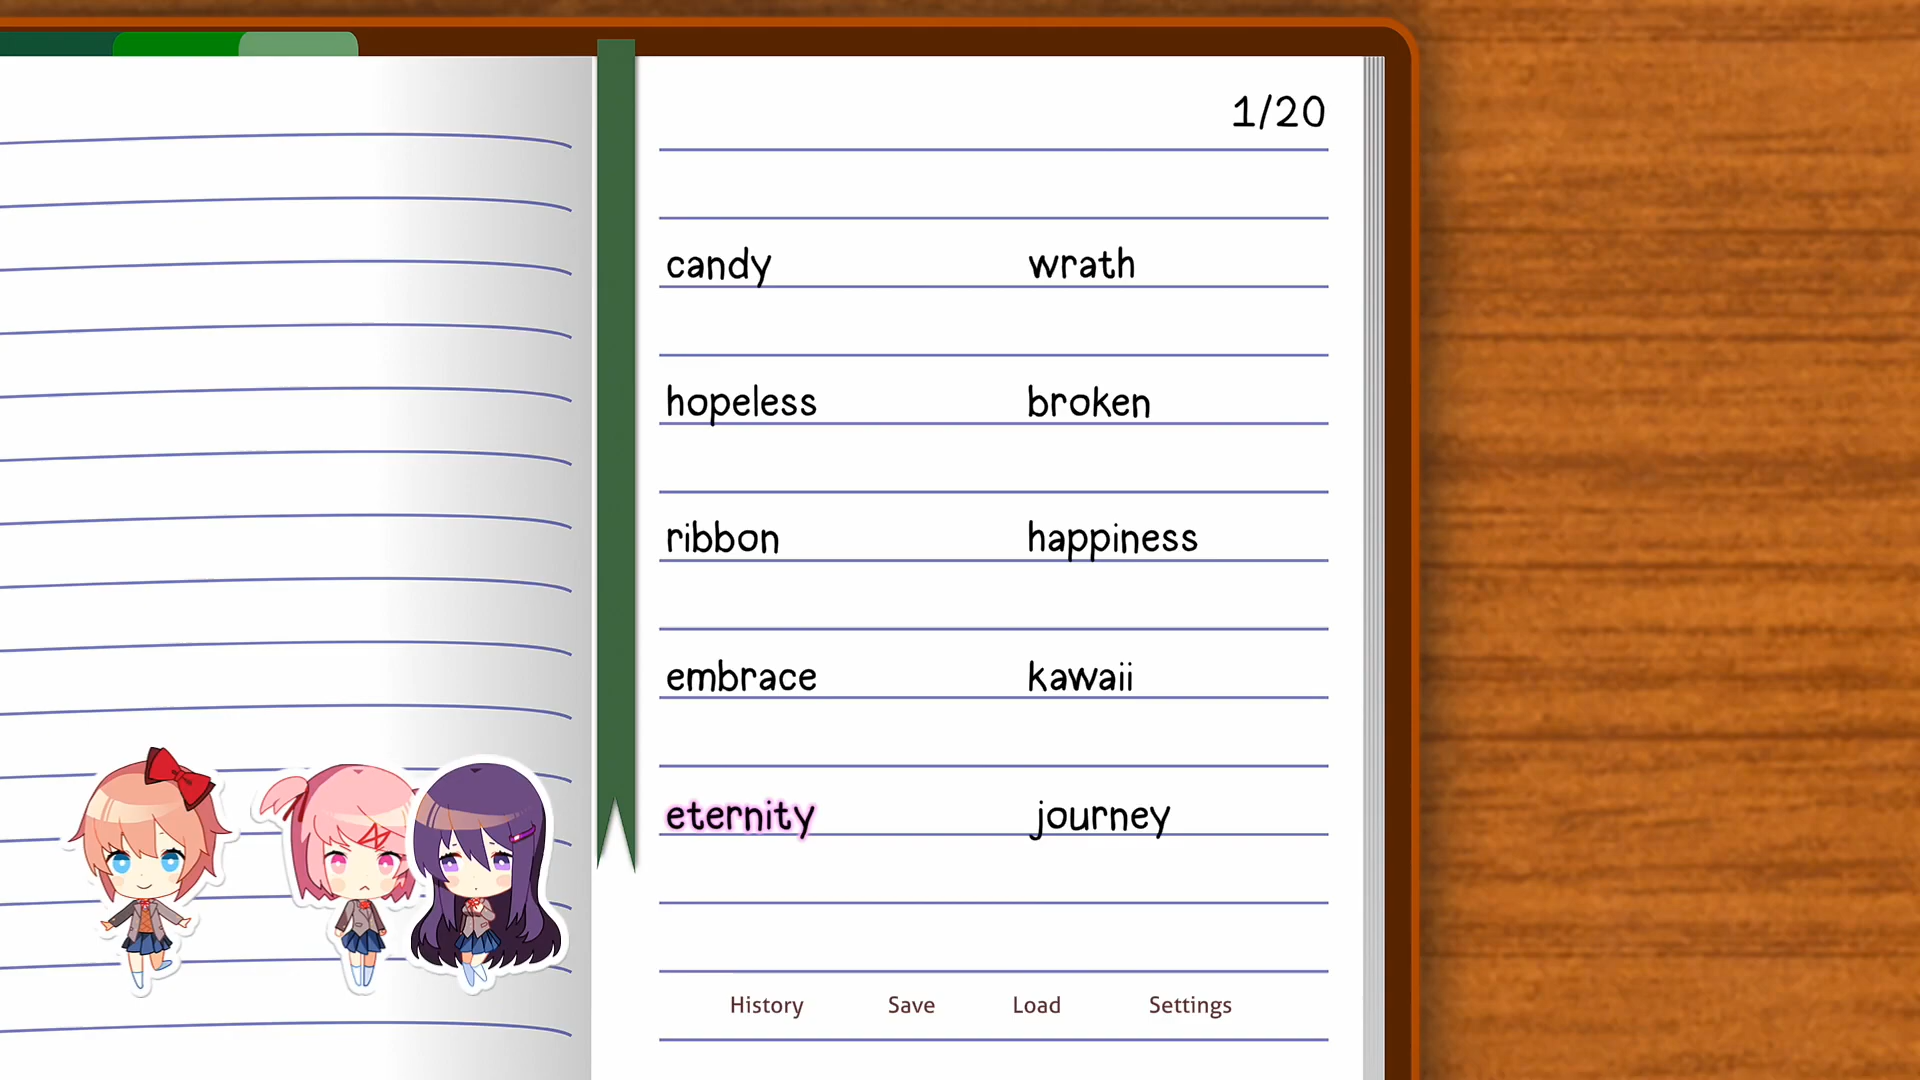 1/20
candy wrath
hopeless broken
ribbon happiness
embrace kawaii
eternity journey
History Save Load Settings